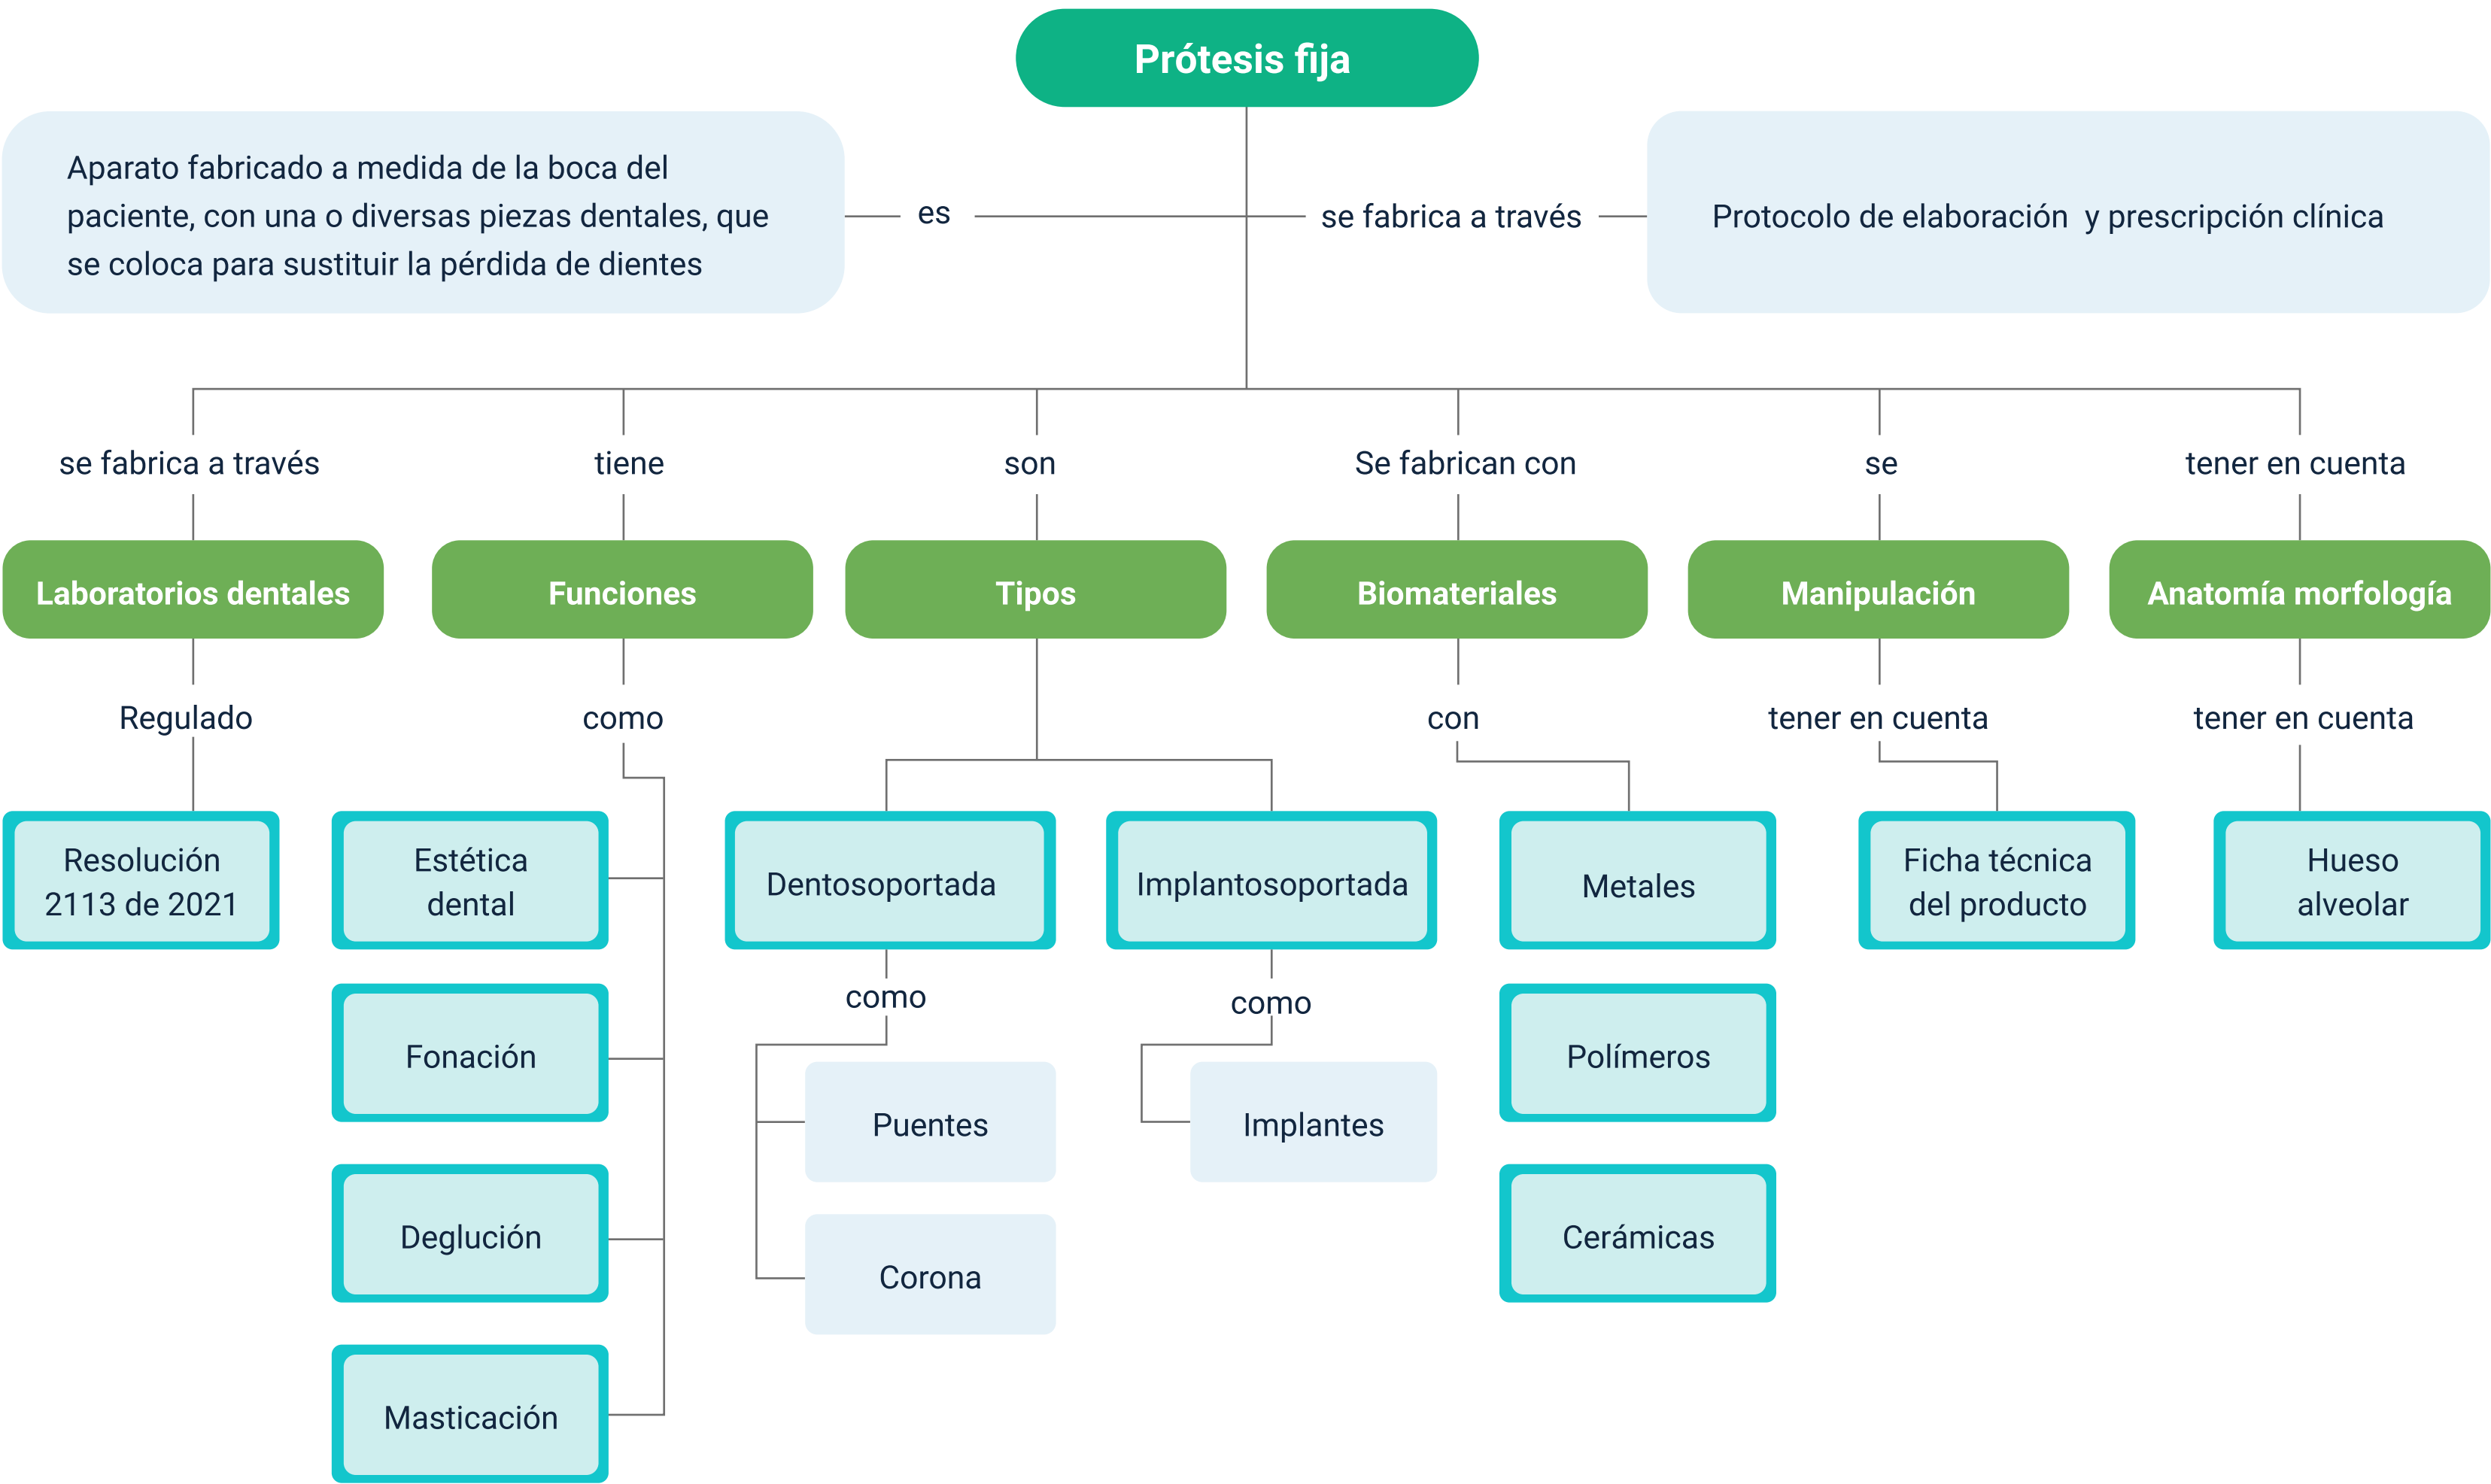 Prótesis fija
Aparato fabricado a medida de la boca del
paciente, con una o diversas piezas dentales, que
se coloca para sustituir la pérdida de dientes
es
se fabrica a través
Protocolo de elaboración y prescripción clínica
se fabrica a través
tiene
son
Se fabrican con
se
tener en cuenta
Laboratorios dentales
Funciones
Tipos
Biomateriales
Manipulación
Anatomía morfología
Regulado
como
con
tener en cuenta
tener en cuenta
Resolución
2113 de 2021
Estética
dental
Dentosoportada
Implantosoportada
Metales
Ficha técnica
del producto
Hueso
alveolar
como
como
Fonación
Polímeros
Puentes
Implantes
Deglución
Cerámicas
Corona
Masticación